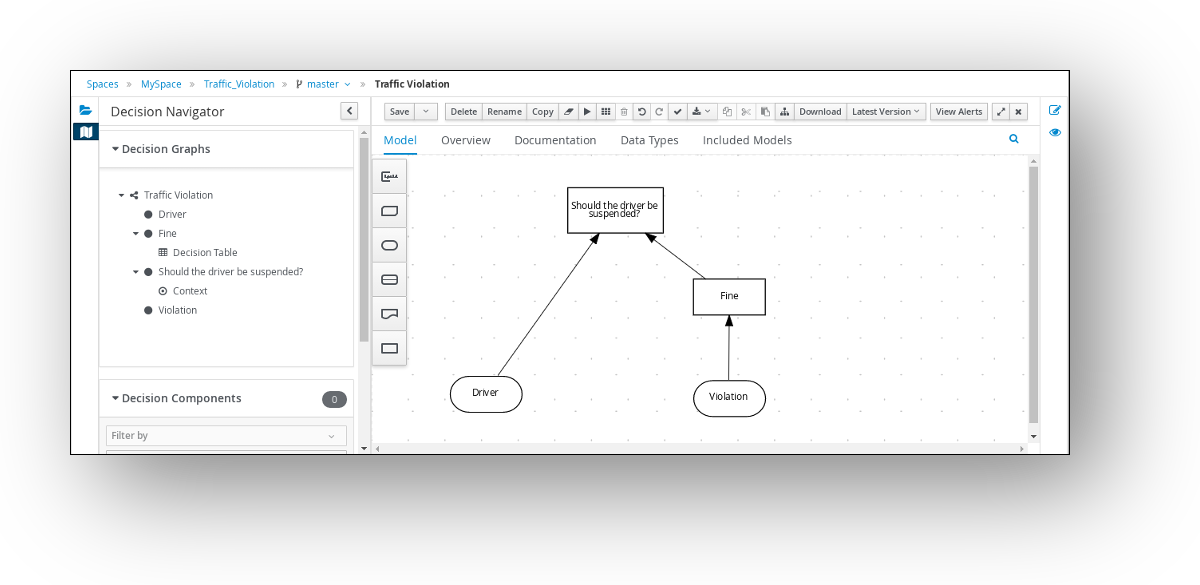 Spaces » MySpace » Traffic_Violation » master » Traffic Violation
Decision Navigator
Save Delete Rename Copy Download Latest Version View Alerts
Model Overview Documentation Data Types Included Models
Decision Graphs
Traffic Violation
Driver
Fine
Decision Table
Should the driver be suspended?
Context
Violation
Decision Components 0
Filter by
Should the driver be
suspended?
Fine
Driver
Violation